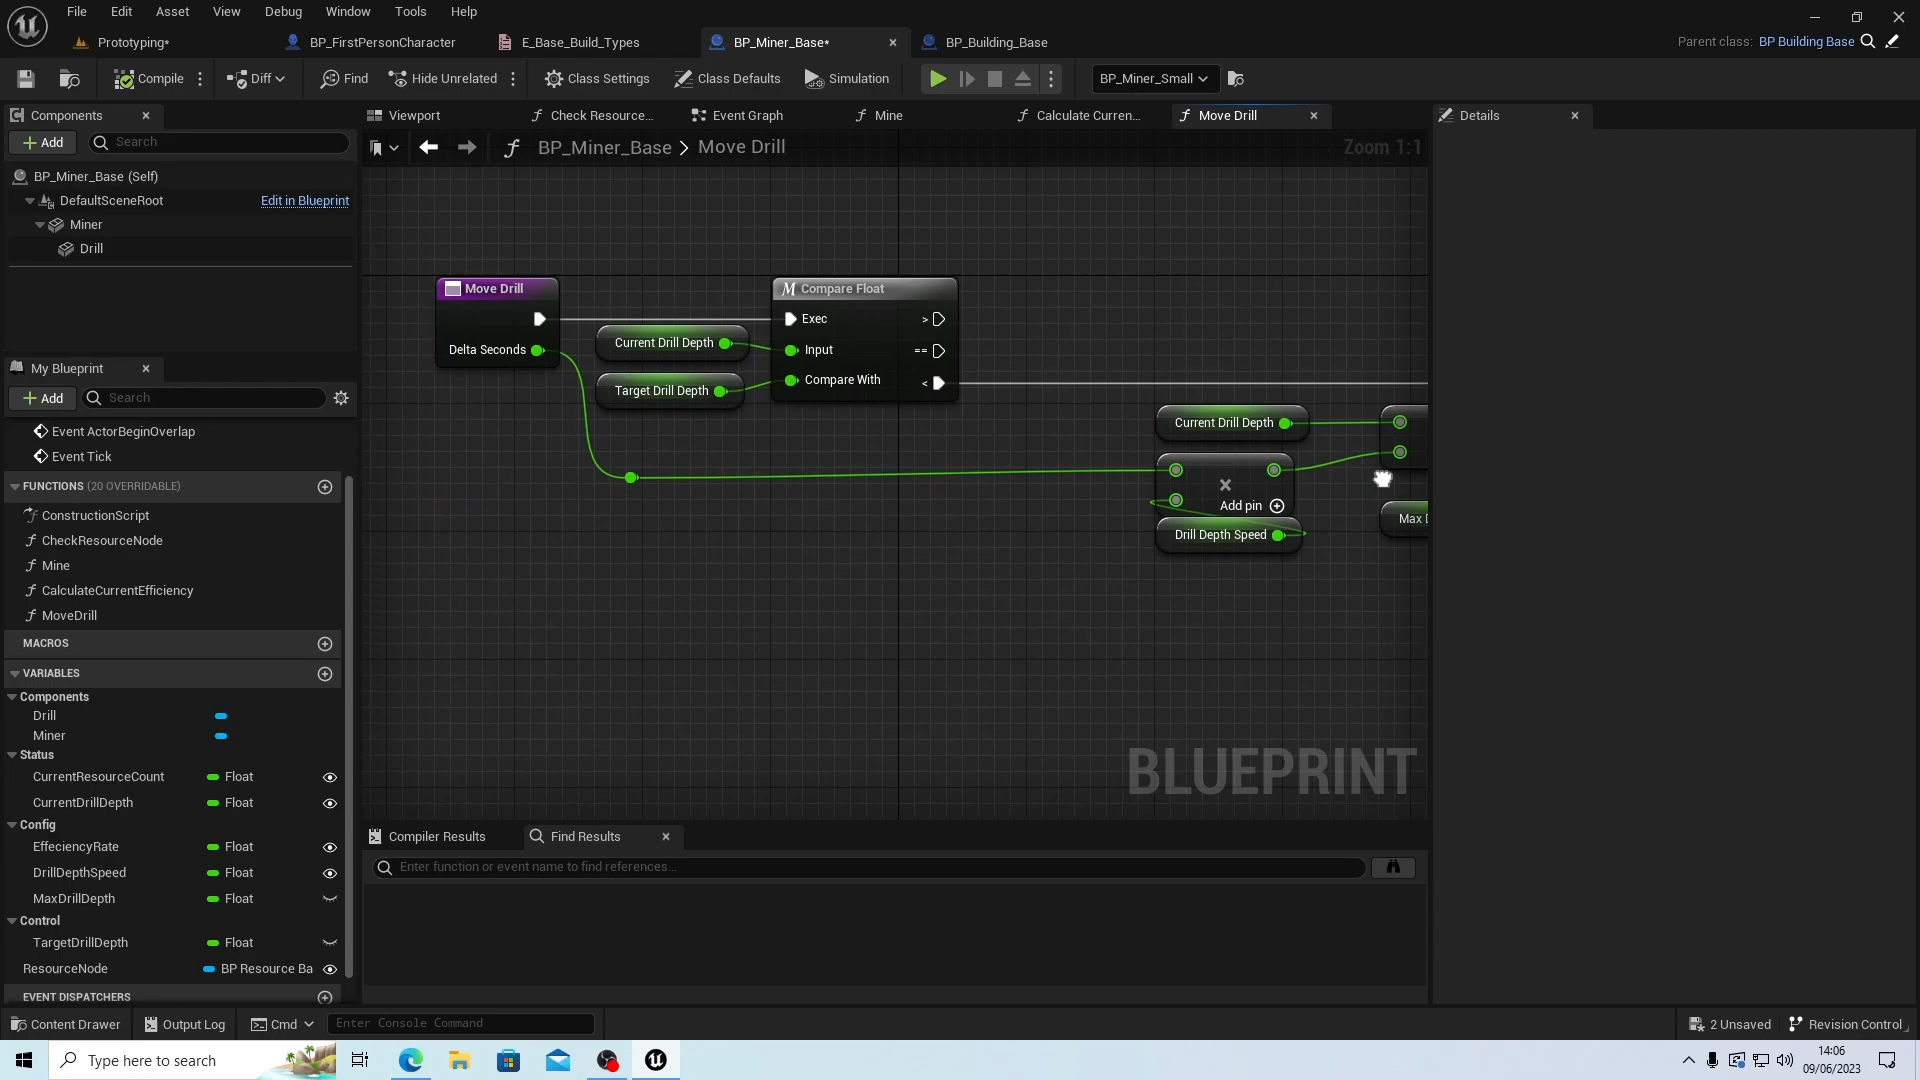 File Edit Asset View Debug Window Tools Help
Prototyping* BP_FirstPersonCharacter E_Base_Build_Types BP_Miner_Base* BP_Building_Base Parent class: BP Building Base
Compile Diff Find Hide Unrelated Class Settings Class Defaults Simulation BP_Miner_Small
Components
Add Search
BP_Miner_Base (Self)
DefaultSceneRoot Edit in Blueprint
Miner
Drill
My Blueprint
Add Search
Event ActorBeginOverlap
Event Tick
FUNCTIONS (20 OVERRIDABLE)
ConstructionScript
CheckResourceNode
Mine
CalculateCurrentEfficiency
MoveDrill
MACROS
VARIABLES
Components
Drill
Miner
Status
CurrentResourceCount Float
CurrentDrillDepth Float
Config
EffeciencyRate Float
DrillDepthSpeed Float
MaxDrillDepth Float
Control
TargetDrillDepth Float
ResourceNode BP Resource Ba
EVENT DISPATCHERS
Viewport Check Resource... Event Graph Mine Calculate Curren... Move Drill
BP_Miner_Base > Move Drill Zoom 1:1
Move Drill
Delta Seconds
Current Drill Depth
Target Drill Depth
Compare Float
Exec >
Input ==
Compare With <
Current Drill Depth
Add pin
Drill Depth Speed
Max D
BLUEPRINT
Compiler Results Find Results
Enter function or event name to find references...
Details
Content Drawer Output Log Cmd Enter Console Command 2 Unsaved Revision Control
Type here to search
14:06
09/06/2023